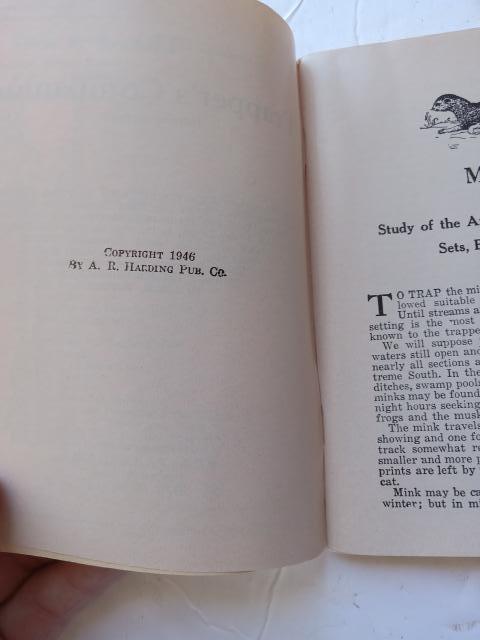 Trapper's Companion
COPYRIGHT 1946
BY A. R. HARDING PUB. CO.
M
Study of the A
Sets, E
TO TRAP the mi
lowed suitable
Until streams a
setting is the most
known to the trappe
We will suppose
waters still open and
nearly all sections a
treme South. In the
ditches, swamp pools
minks may be found
night hours seeking
frogs and the musk
The mink travels
showing and one fo
track somewhat re
smaller and more p
prints are left by
cat.
Mink may be ca
winter; but in m